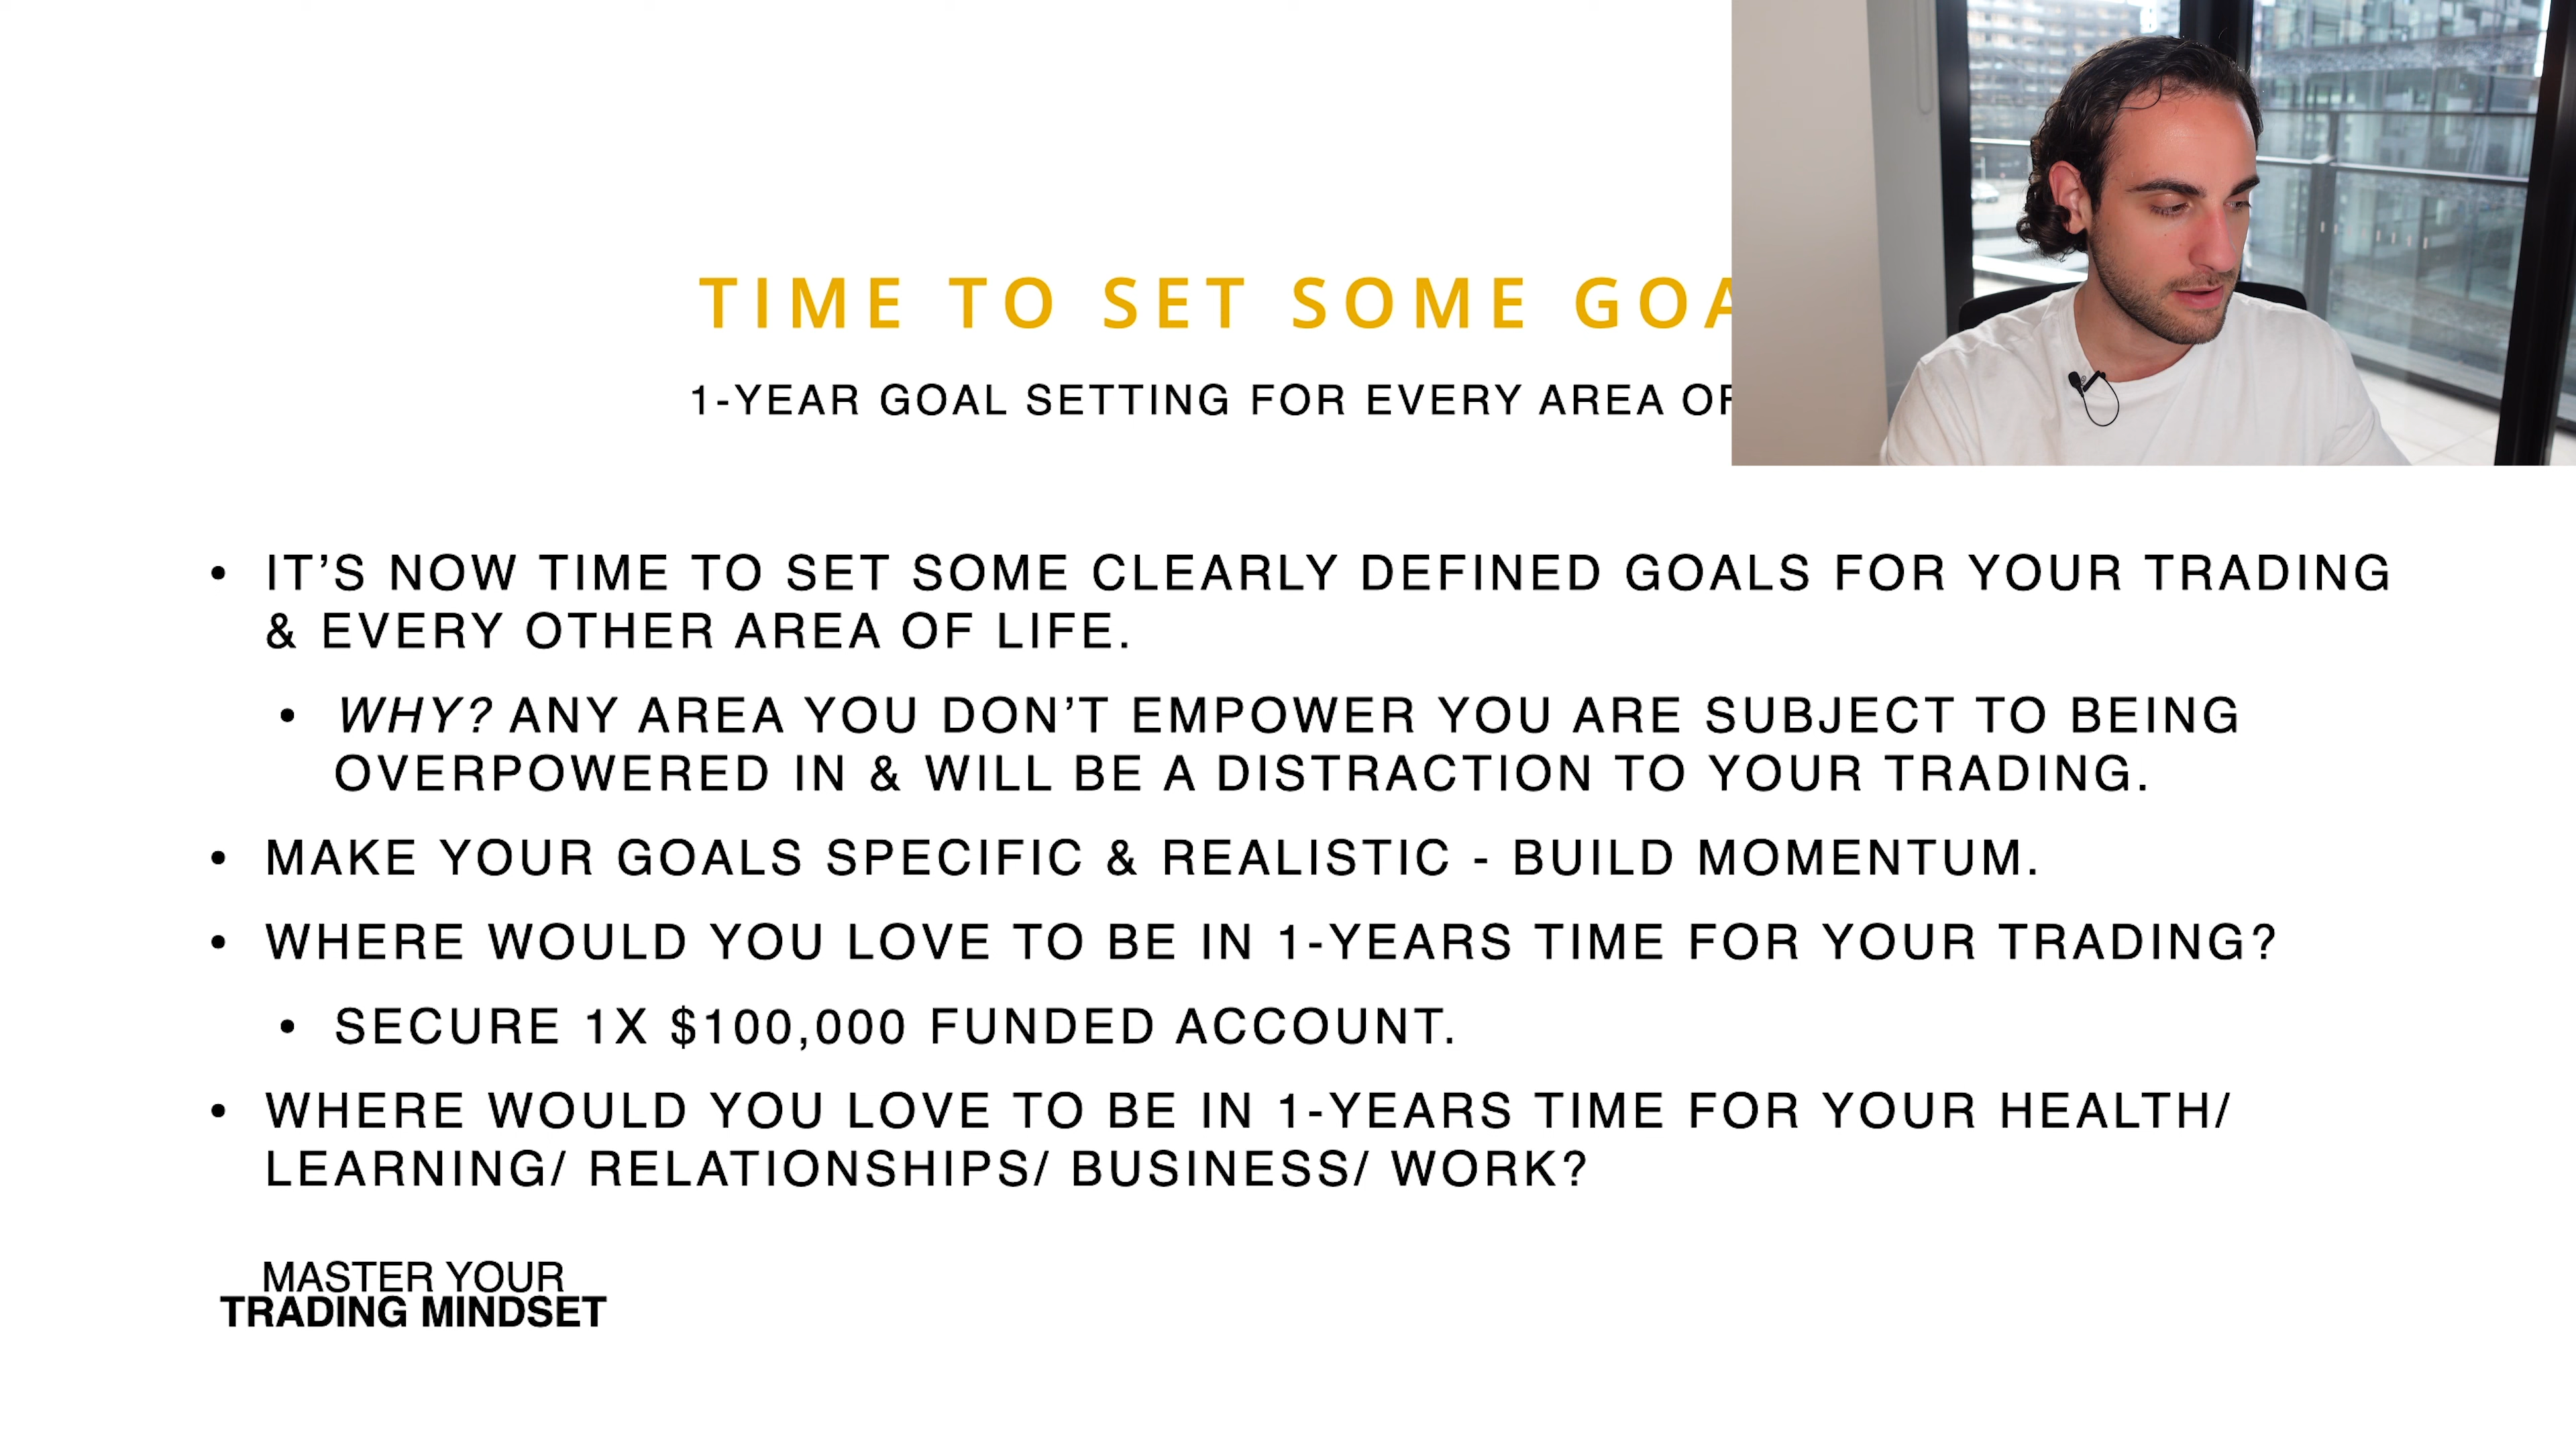 TIME TO SET SOME
1-YEAR GOAL SETTING FOR EVERY AREA
• IT’S NOW TIME TO SET SOME CLEARLY DEFINED GOALS FOR YOUR TRADING
& EVERY OTHER AREA OF LIFE.
• WHY? ANY AREA YOU DON’T EMPOWER YOU ARE SUBJECT TO BEING
OVERPOWERED IN & WILL BE A DISTRACTION TO YOUR TRADING.
• MAKE YOUR GOALS SPECIFIC & REALISTIC - BUILD MOMENTUM.
• WHERE WOULD YOU LOVE TO BE IN 1-YEARS TIME FOR YOUR TRADING?
• SECURE 1X $100,000 FUNDED ACCOUNT.
• WHERE WOULD YOU LOVE TO BE IN 1-YEARS TIME FOR YOUR HEALTH/
LEARNING/ RELATIONSHIPS/ BUSINESS/ WORK?
MASTER YOUR
TRADING MINDSET